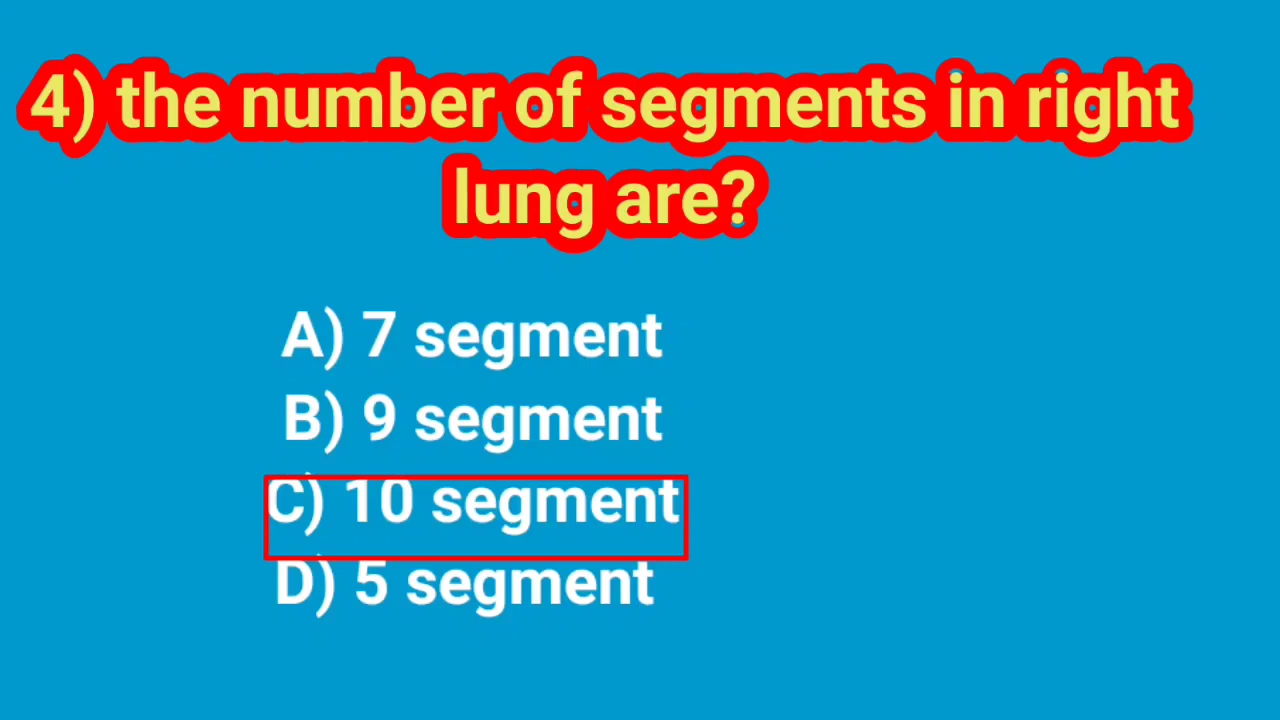 4) the number of segments in right
lung are?
A) 7 segment
B) 9 segment
C) 10 segment
D) 5 segment